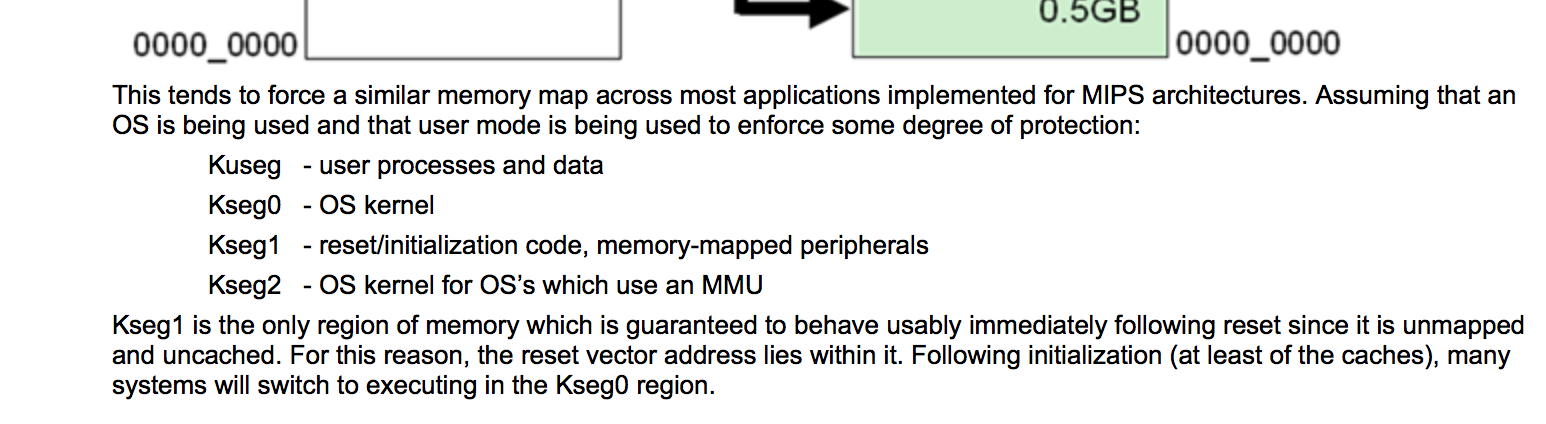 0.5GB
0000_0000
0000_0000
This tends to force a similar memory map across most applications implemented for MIPS architectures. Assuming that an
OS is being used and that user mode is being used to enforce some degree of protection:
Kuseg - user processes and data
Kseg0 - OS kernel
Kseg1 - reset/initialization code, memory-mapped peripherals
Kseg2 - OS kernel for OS’s which use an MMU
Kseg1 is the only region of memory which is guaranteed to behave usably immediately following reset since it is unmapped
and uncached. For this reason, the reset vector address lies within it. Following initialization (at least of the caches), many
systems will switch to executing in the Kseg0 region.